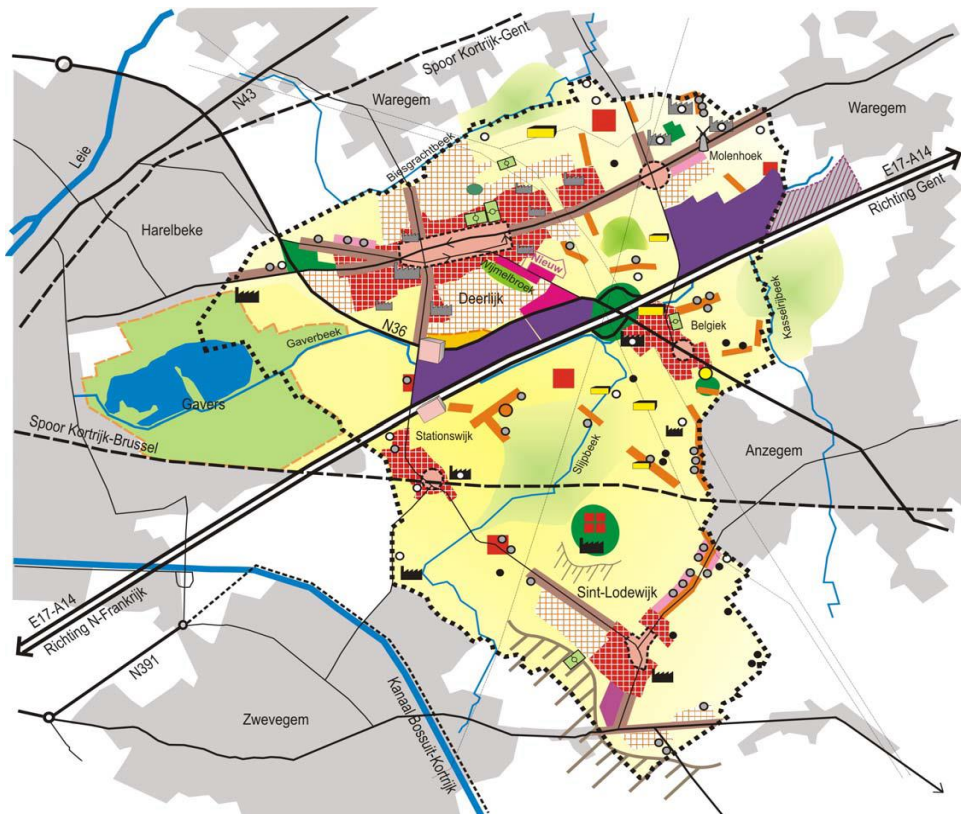 Spoor Kortrijk-Gent
N43
Waregem
Waregem
Leie
Biesgrachtbeek
Molenhoek
E17-A14
Richting Gent
Harelbeke
Nieuw
Wijmelbroek
Deerlijk
Kasselrijbeek
N36
Gaverbeek
Belgiek
Gavers
Spoor Kortrijk-Brussel
Stationswijk
Slijpbeek
Anzegem
E17-A14
Richting N-Frankrijk
Sint-Lodewijk
N391
Zwevegem
Kanaal Bossuit-Kortrijk